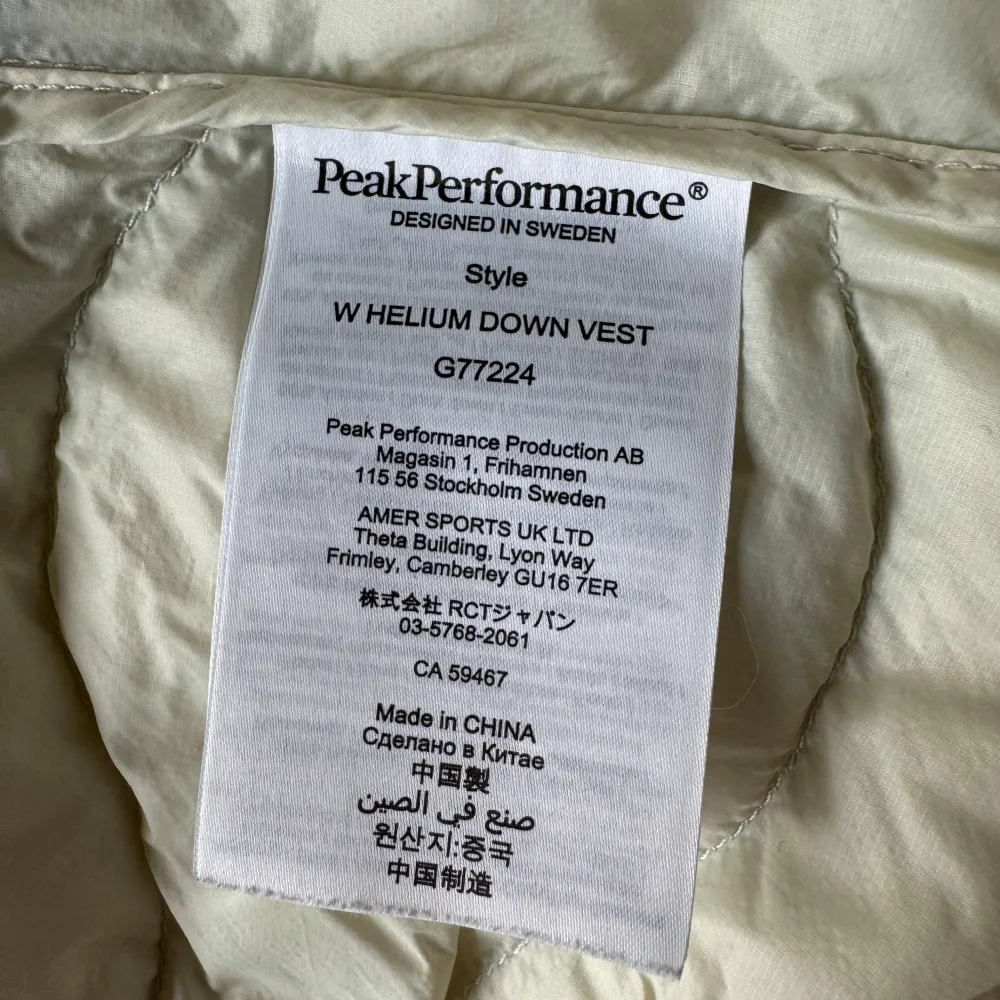 PeakPerformance®
DESIGNED IN SWEDEN
Style
W HELIUM DOWN VEST
G77224
Peak Performance Production AB
Magasin 1, Frihamnen
115 56 Stockholm Sweden
AMER SPORTS UK LTD
Theta Building, Lyon Way
Frimley, Camberley GU16 7ER
株式会社 RCTジャパン
03-5768-2061
CA 59467
Made in CHINA
Сделано в Китае
中国製
صنع في الصين
원산지:중국
中国制造